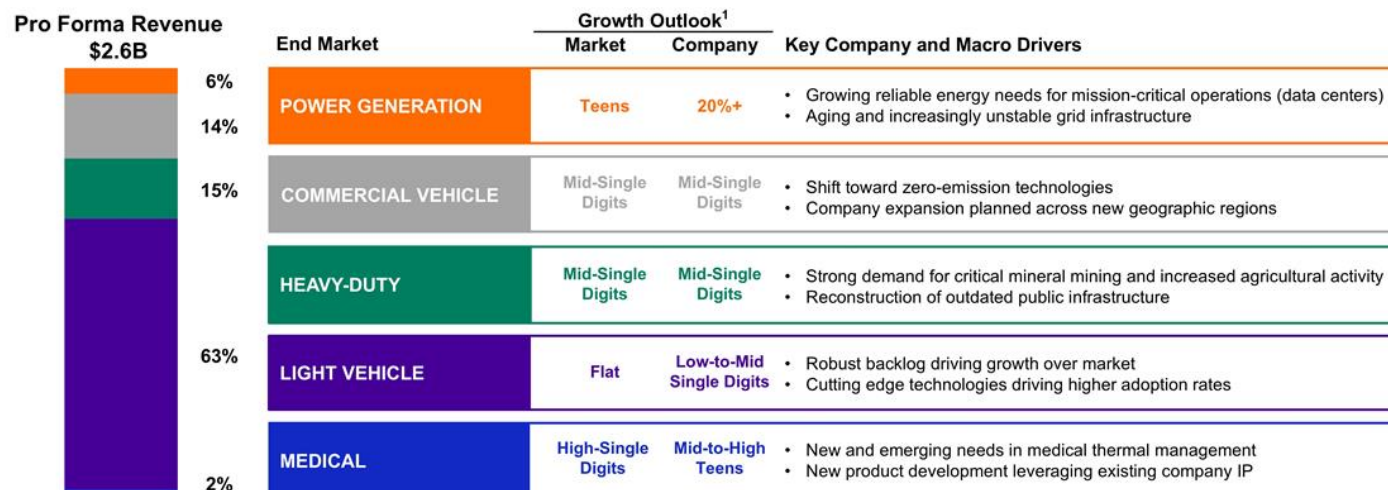 Pro Forma Revenue
$2.6B
Growth Outlook1
End Market
Market
Company
Key Company and Macro Drivers
6%
14%
15%
63%
2%
POWER GENERATION
Teens
20%+
• Growing reliable energy needs for mission-critical operations (data centers)
• Aging and increasingly unstable grid infrastructure
COMMERCIAL VEHICLE
Mid-Single
Digits
Mid-Single
Digits
• Shift toward zero-emission technologies
• Company expansion planned across new geographic regions
HEAVY-DUTY
Mid-Single
Digits
Mid-Single
Digits
• Strong demand for critical mineral mining and increased agricultural activity
• Reconstruction of outdated public infrastructure
LIGHT VEHICLE
Flat
Low-to-Mid
Single Digits
• Robust backlog driving growth over market
• Cutting edge technologies driving higher adoption rates
MEDICAL
High-Single
Digits
Mid-to-High
Teens
• New and emerging needs in medical thermal management
• New product development leveraging existing company IP